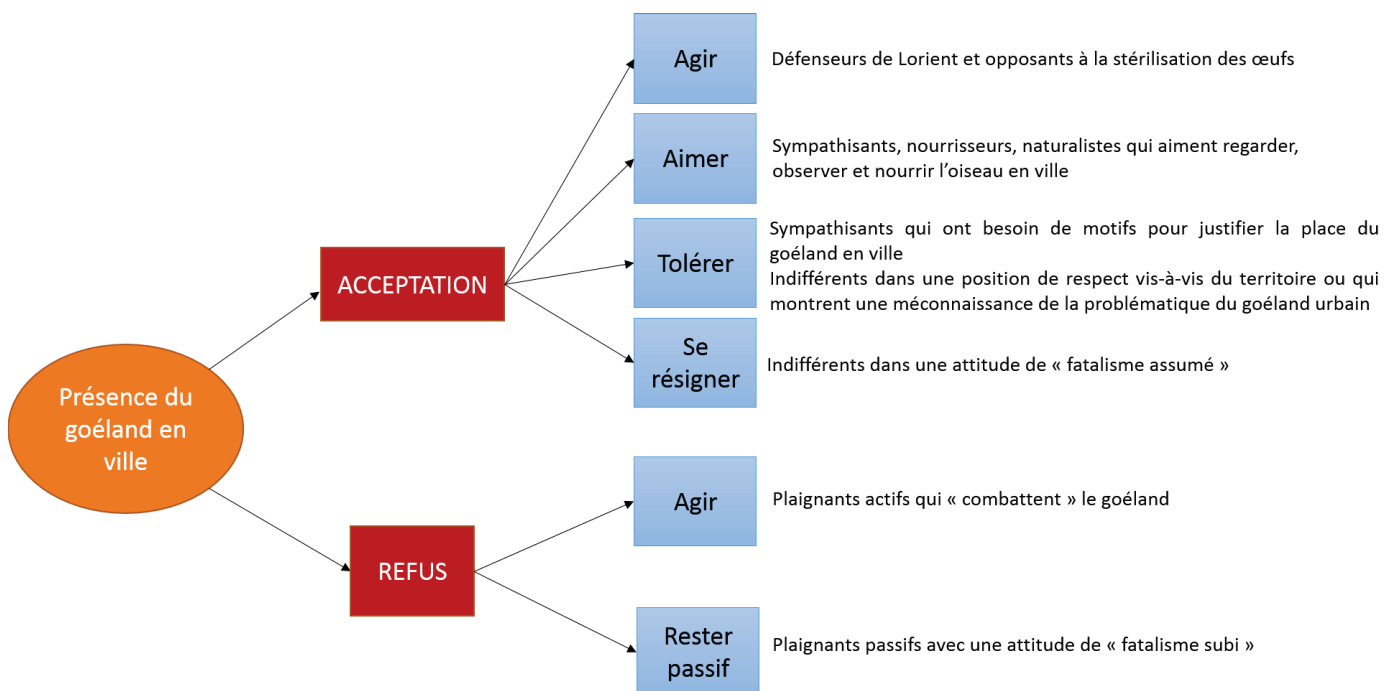 Présence du
goéland en
ville
ACCEPTATION
Agir
Défenseurs de Lorient et opposants à la stérilisation des œufs
Aimer
Sympathisants, nourrisseurs, naturalistes qui aiment regarder,
observer et nourrir l’oiseau en ville
Tolérer
Sympathisants qui ont besoin de motifs pour justifier la place du
goéland en ville
Indifférents dans une position de respect vis-à-vis du territoire ou qui
montrent une méconnaissance de la problématique du goéland urbain
Se
résigner
Indifférents dans une attitude de « fatalisme assumé »
REFUS
Agir
Plaignants actifs qui « combattent » le goéland
Rester
passif
Plaignants passifs avec une attitude de « fatalisme subi »